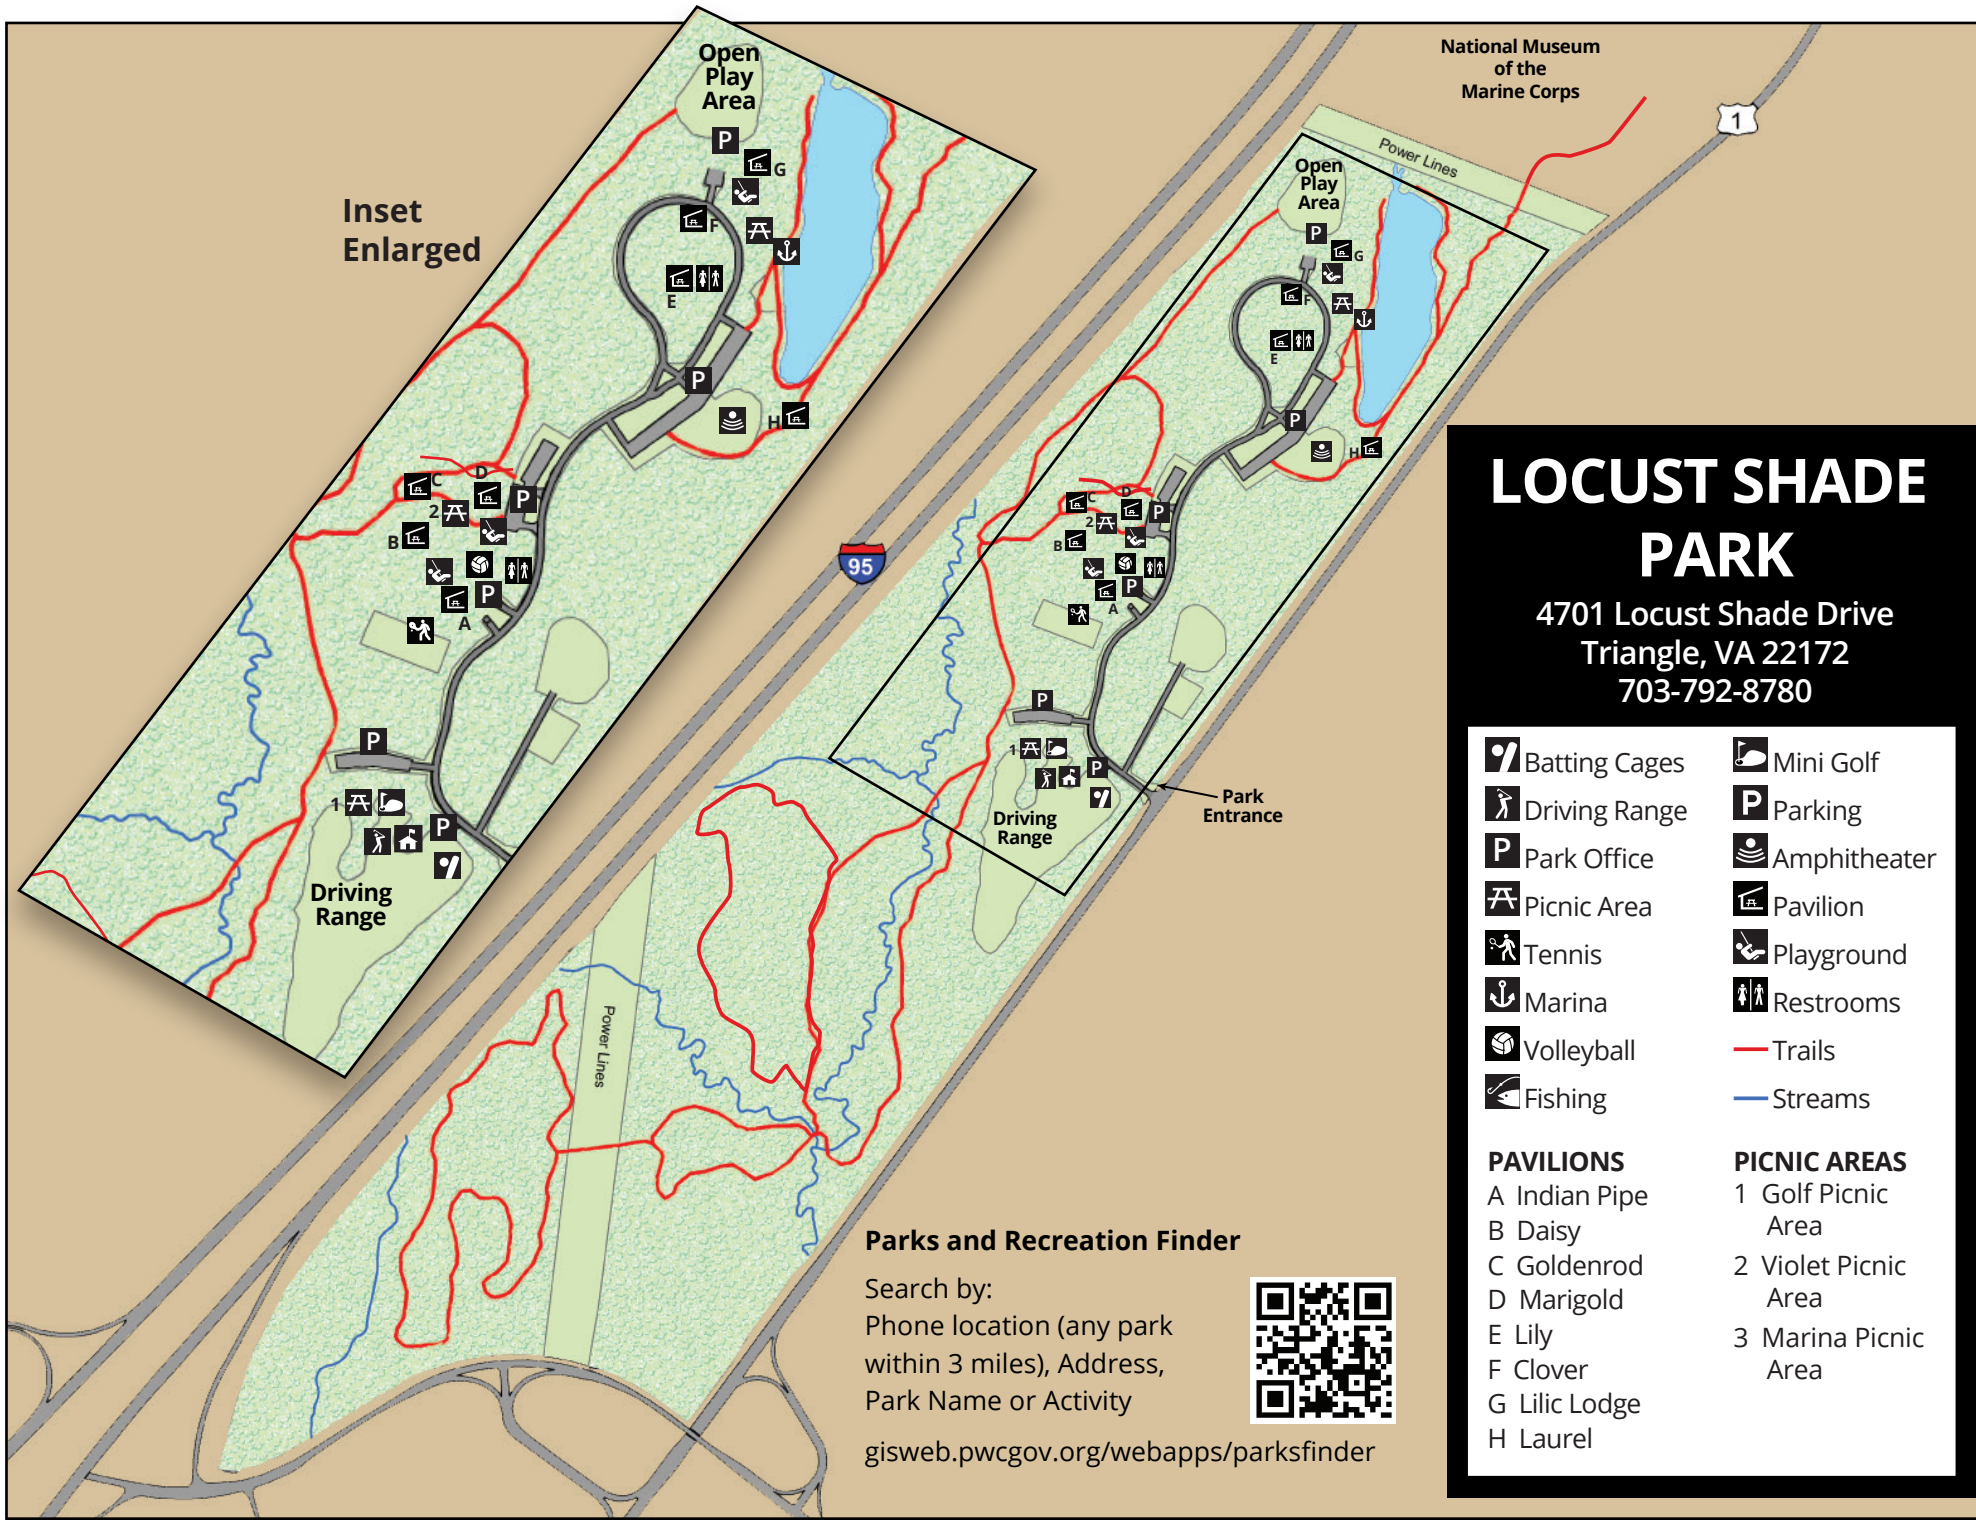 Open
Play
Area
P
G
F
E
P
H
Inset
Enlarged
C
D
2
P
B
P
A
P
1
P
Driving
Range
95
National Museum
of the
Marine Corps
1
Power Lines
Open
Play
Area
P
G
F
E
P
H
C
D
2
P
B
P
A
P
1
P
Driving
Range
Park
Entrance
Power Lines
LOCUST SHADE
PARK
4701 Locust Shade Drive
Triangle, VA 22172
703-792-8780
Batting Cages
Driving Range
P Park Office
Picnic Area
Tennis
Marina
Volleyball
Fishing
Mini Golf
P Parking
Amphitheater
Pavilion
Playground
Restrooms
Trails
Streams
PAVILIONS
A Indian Pipe
B Daisy
C Goldenrod
D Marigold
E Lily
F Clover
G Lilic Lodge
H Laurel
PICNIC AREAS
1 Golf Picnic
Area
2 Violet Picnic
Area
3 Marina Picnic
Area
Parks and Recreation Finder
Search by:
Phone location (any park
within 3 miles), Address,
Park Name or Activity
gisweb.pwcgov.org/webapps/parksfinder